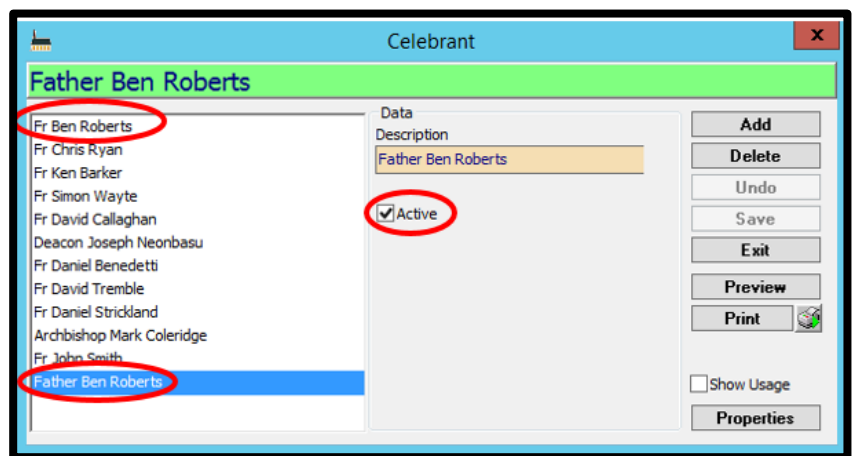 Celebrant
x
Father Ben Roberts
Fr Ben Roberts
Fr Chris Ryan
Fr Ken Barker
Fr Simon Wayte
Fr David Callaghan
Deacon Joseph Neonbasu
Fr Daniel Benedetti
Fr David Tremble
Fr Daniel Strickland
Archbishop Mark Coleridge
Fr John Smith
Father Ben Roberts
Data
Description
Father Ben Roberts
Active
Add
Delete
Undo
Save
Exit
Preview
Print
Show Usage
Properties